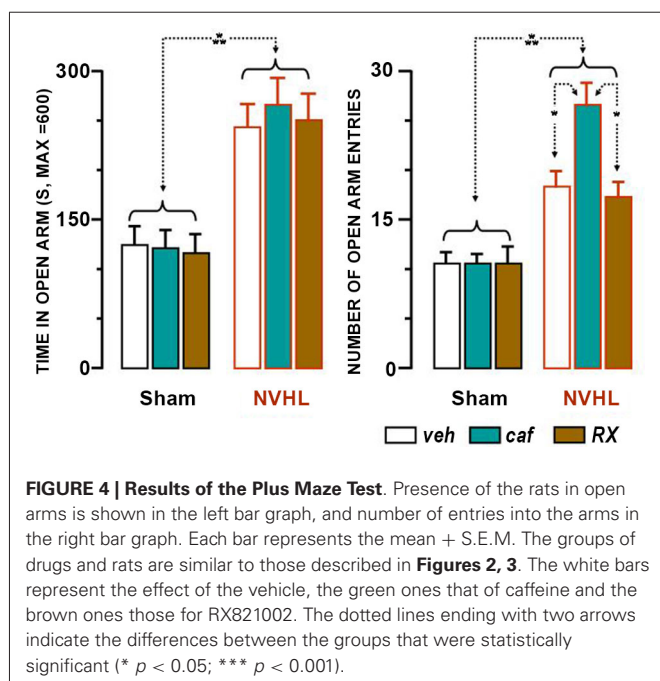 TIME IN OPEN ARM (S, MAX =600)
300
150
0
***
Sham
NVHL
NUMBER OF OPEN ARM ENTRIES
30
15
0
***
*
*
Sham
NVHL
veh caf RX
FIGURE 4 | Results of the Plus Maze Test. Presence of the rats in open
arms is shown in the left bar graph, and number of entries into the arms in
the right bar graph. Each bar represents the mean + S.E.M. The groups of
drugs and rats are similar to those described in Figures 2, 3. The white bars
represent the effect of the vehicle, the green ones that of caffeine and the
brown ones those for RX821002. The dotted lines ending with two arrows
indicate the differences between the groups that were statistically
significant (* p < 0.05; *** p < 0.001).